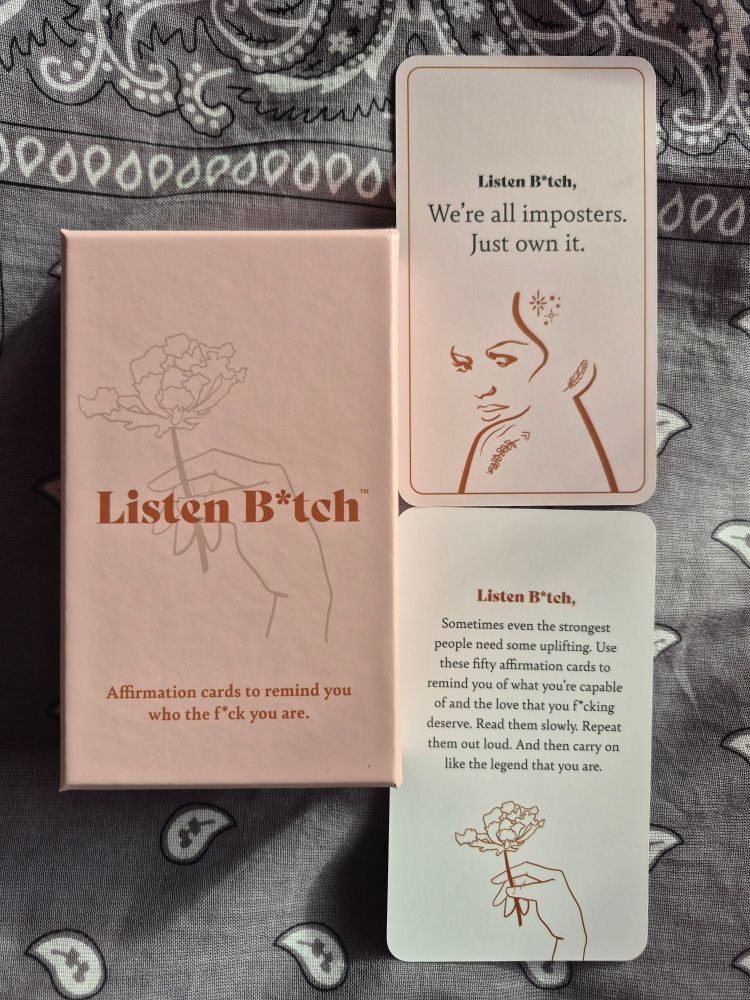 Listen B*tch™
Affirmation cards to remind you
who the f*ck you are.
Listen B*tch,
We're all imposters.
Just own it.
Listen B*tch,
Sometimes even the strongest
people need some uplifting. Use
these fifty affirmation cards to
remind you of what you're capable
of and the love that you f*cking
deserve. Read them slowly. Repeat
them out loud. And then carry on
like the legend that you are.